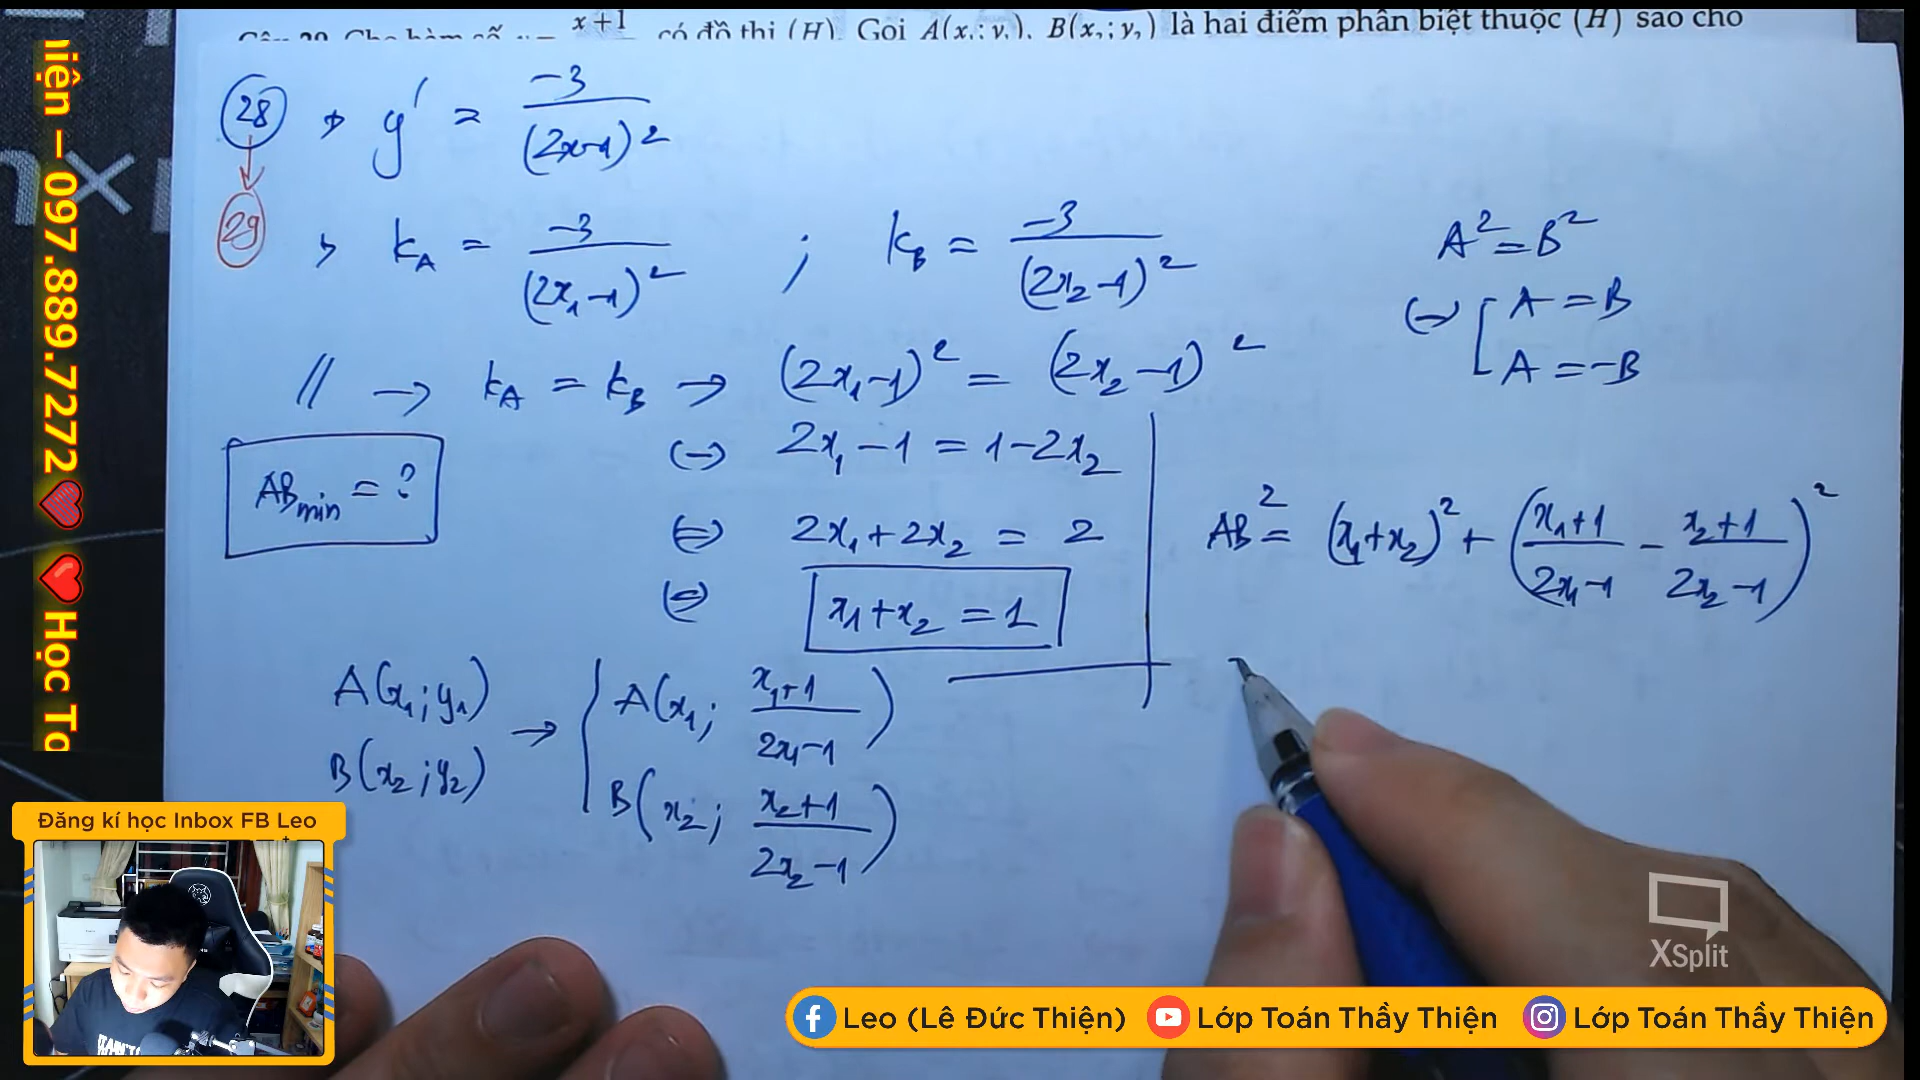 x+1 có đồ thị (H). Gọi A(x₁; y₁), B(x₂; y₂) là hai điểm phân biệt thuộc (H) sao cho
28 → y' = -3/(2x-1)²
29 → k_A = -3/(2x₁-1)² ; k_B = -3/(2x₂-1)²
// → k_A = k_B → (2x₁-1)² = (2x₂-1)²
(→) 2x₁-1 = 1-2x₂
(=) 2x₁+2x₂ = 2
(=) x₁+x₂ = 1
AB min = ?
A(x₁; y₁)
B(x₂; y₂)
→ { A(x₁; (x₁+1)/(2x₁-1))
B(x₂; (x₂+1)/(2x₂-1))
A² = B²
(→) [ A = B
A = -B
AB² = (x₁+x₂)² + ((x₁+1)/(2x₁-1) - (x₂+1)/(2x₂-1))²
iện – 097.889.7272 ❤ ❤ Học To
Đăng kí học Inbox FB Leo
XSplit
Leo (Lê Đức Thiện) Lớp Toán Thầy Thiện Lớp Toán Thầy Thiện